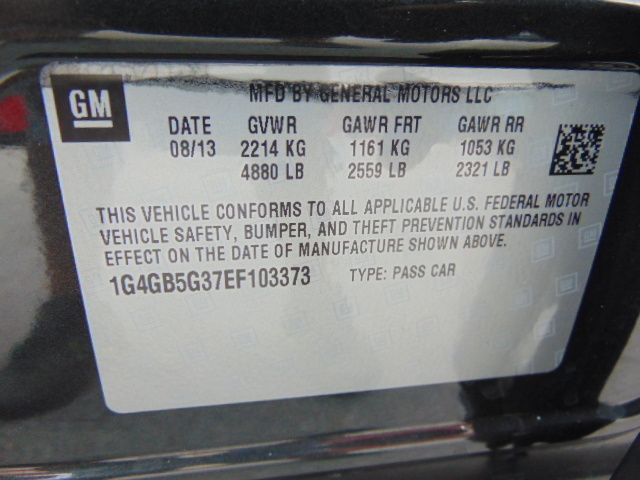 GM
MFD BY GENERAL MOTORS LLC
DATE GVWR GAWR FRT GAWR RR
08/13 2214 KG 1161 KG 1053 KG
4880 LB 2559 LB 2321 LB
THIS VEHICLE CONFORMS TO ALL APPLICABLE U.S. FEDERAL MOTOR
VEHICLE SAFETY, BUMPER, AND THEFT PREVENTION STANDARDS IN
EFFECT ON THE DATE OF MANUFACTURE SHOWN ABOVE.
1G4GB5G37EF103373 TYPE: PASS CAR